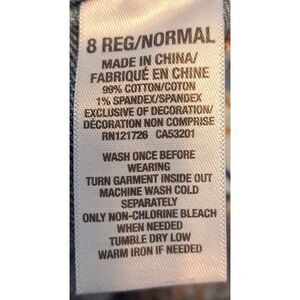 8 REG/NORMAL
MADE IN CHINA/
FABRIQUÉ EN CHINE
99% COTTON/COTON
1% SPANDEX/SPANDEX
EXCLUSIVE OF DECORATION/
DÉCORATION NON COMPRISE
RN121726 CA53201
WASH ONCE BEFORE
WEARING
TURN GARMENT INSIDE OUT
MACHINE WASH COLD
SEPARATELY
ONLY NON-CHLORINE BLEACH
WHEN NEEDED
TUMBLE DRY LOW
WARM IRON IF NEEDED